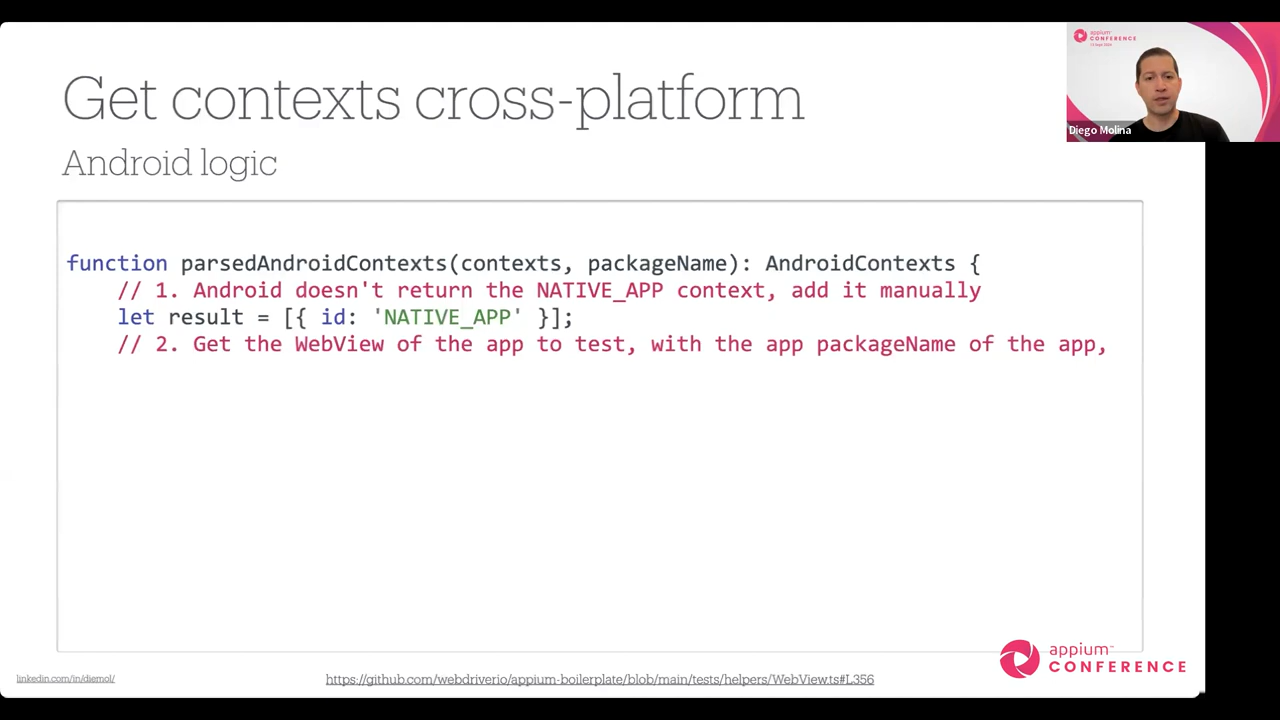 Get contexts cross-platform
Android logic
function parsedAndroidContexts(contexts, packageName): AndroidContexts {
// 1. Android doesn't return the NATIVE_APP context, add it manually
let result = [{ id: 'NATIVE_APP' }];
// 2. Get the WebView of the app to test, with the app packageName of the app,
appium
CONFERENCE
Diego Molina
linkedin.com/in/diemol/
https://github.com/webdriverio/appium-boilerplate/blob/main/tests/helpers/WebView.ts#L356
appium™
CONFERENCE